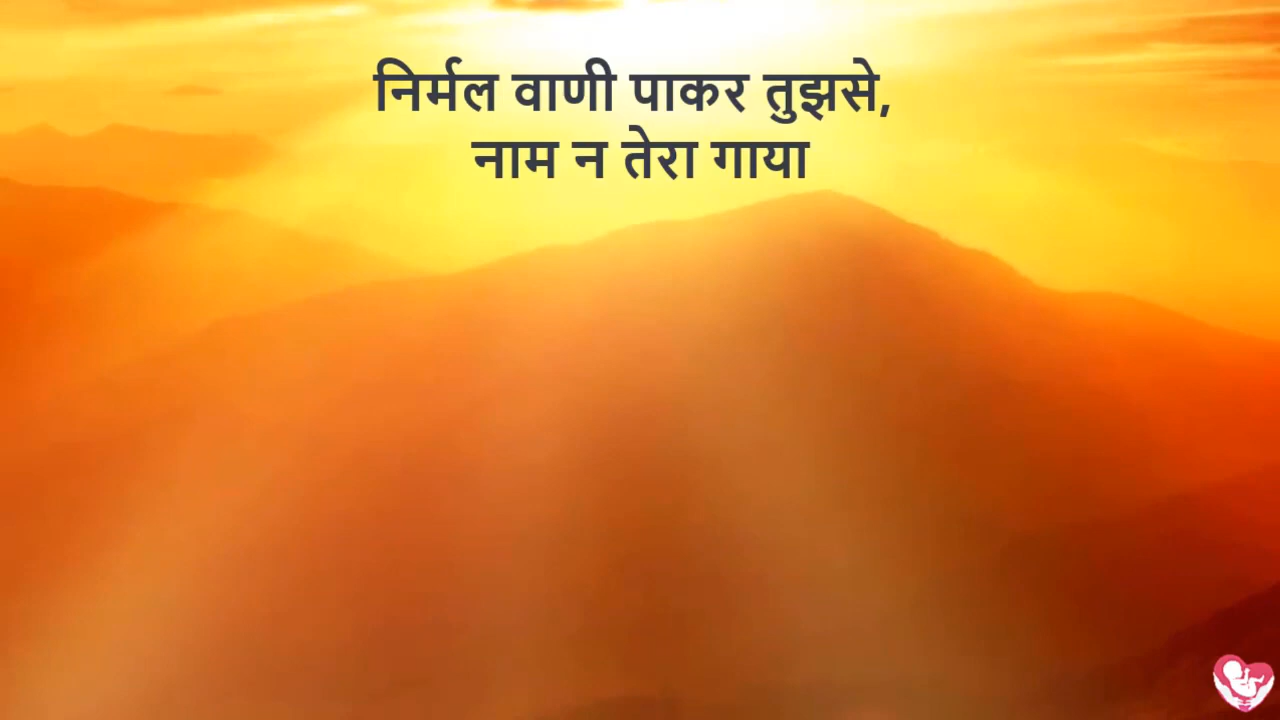 निर्मल वाणी पाकर तुझसे,
नाम न तेरा गाया